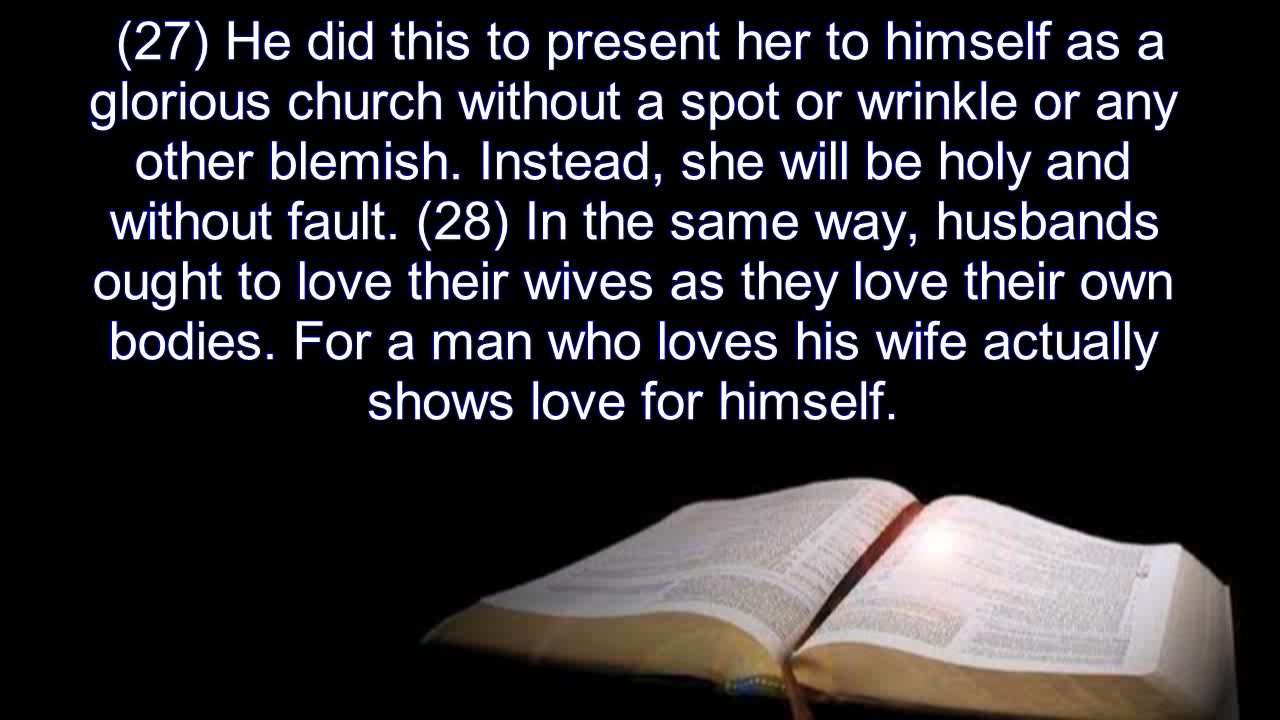 (27) He did this to present her to himself as a
glorious church without a spot or wrinkle or any
other blemish. Instead, she will be holy and
without fault. (28) In the same way, husbands
ought to love their wives as they love their own
bodies. For a man who loves his wife actually
shows love for himself.